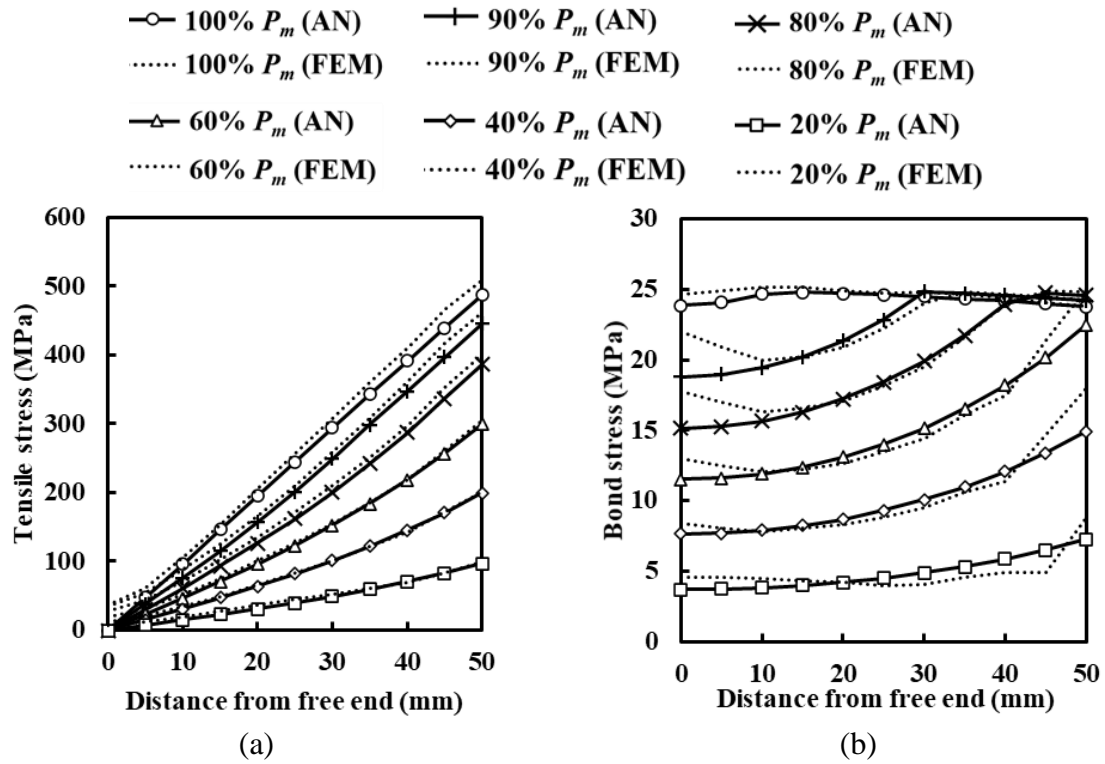 100% Pm (AN) 90% Pm (AN) 80% Pm (AN)
100% Pm (FEM) 90% Pm (FEM) 80% Pm (FEM)
60% Pm (AN) 40% Pm (AN) 20% Pm (AN)
60% Pm (FEM) 40% Pm (FEM) 20% Pm (FEM)
Tensile stress (MPa)
600
500
400
300
200
100
0
0 10 20 30 40 50
Distance from free end (mm)
(a)
Bond stress (MPa)
30
25
20
15
10
5
0
0 10 20 30 40 50
Distance from free end (mm)
(b)